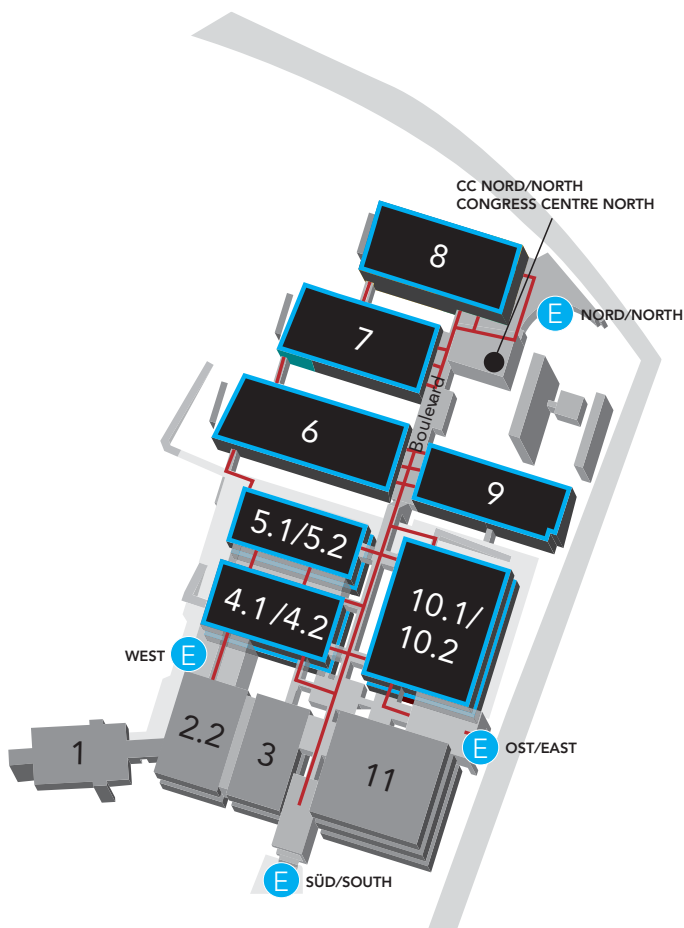 CC NORD/NORTH
CONGRESS CENTRE NORTH
8
E NORD/NORTH
7
Boulevard
6
9
5.1/5.2
4.1/4.2
10.1/
10.2
WEST E
2.2
3
1
11
E OST/EAST
E SÜD/SOUTH